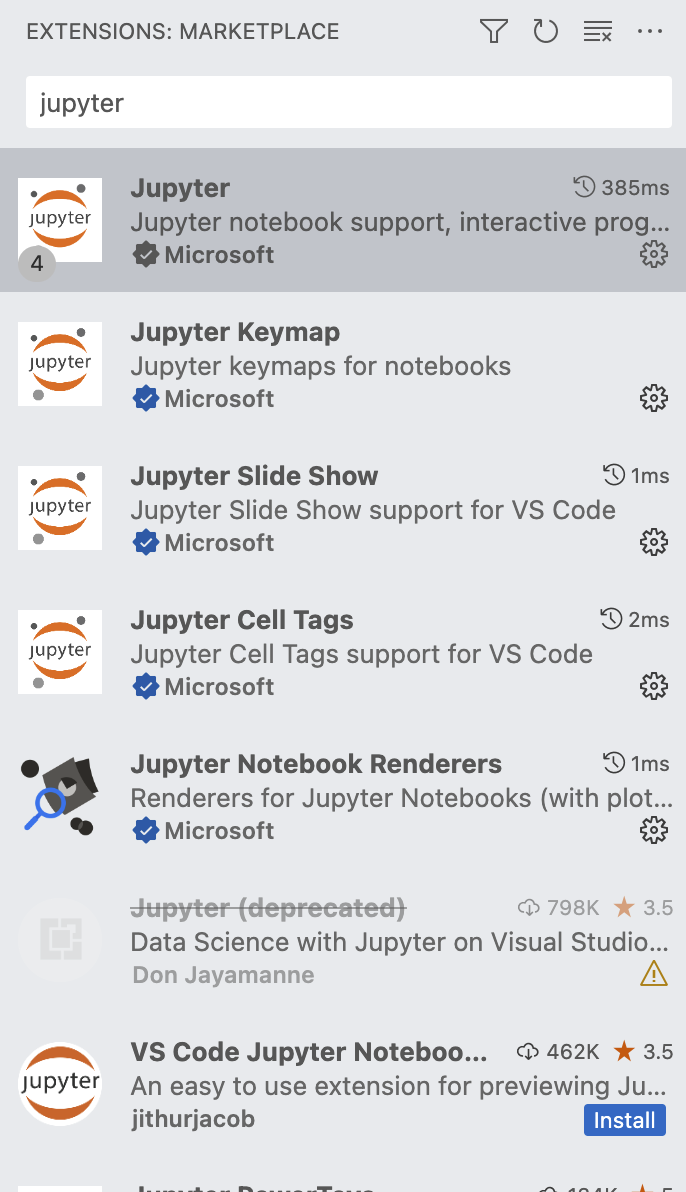 EXTENSIONS: MARKETPLACE
jupyter
jupyter
4
Jupyter
385ms
Jupyter notebook support, interactive prog...
Microsoft
jupyter
Jupyter Keymap
Jupyter keymaps for notebooks
Microsoft
jupyter
Jupyter Slide Show
1ms
Jupyter Slide Show support for VS Code
Microsoft
jupyter
Jupyter Cell Tags
2ms
Jupyter Cell Tags support for VS Code
Microsoft
Jupyter Notebook Renderers
1ms
Renderers for Jupyter Notebooks (with plot...
Microsoft
Jupyter (deprecated)
798K
3.5
Data Science with Jupyter on Visual Studio...
Don Jayamanne
jupyter
VS Code Jupyter Noteboo...
462K
3.5
An easy to use extension for previewing Ju...
jithurjacob
Install
Jupyter PowerToys
5